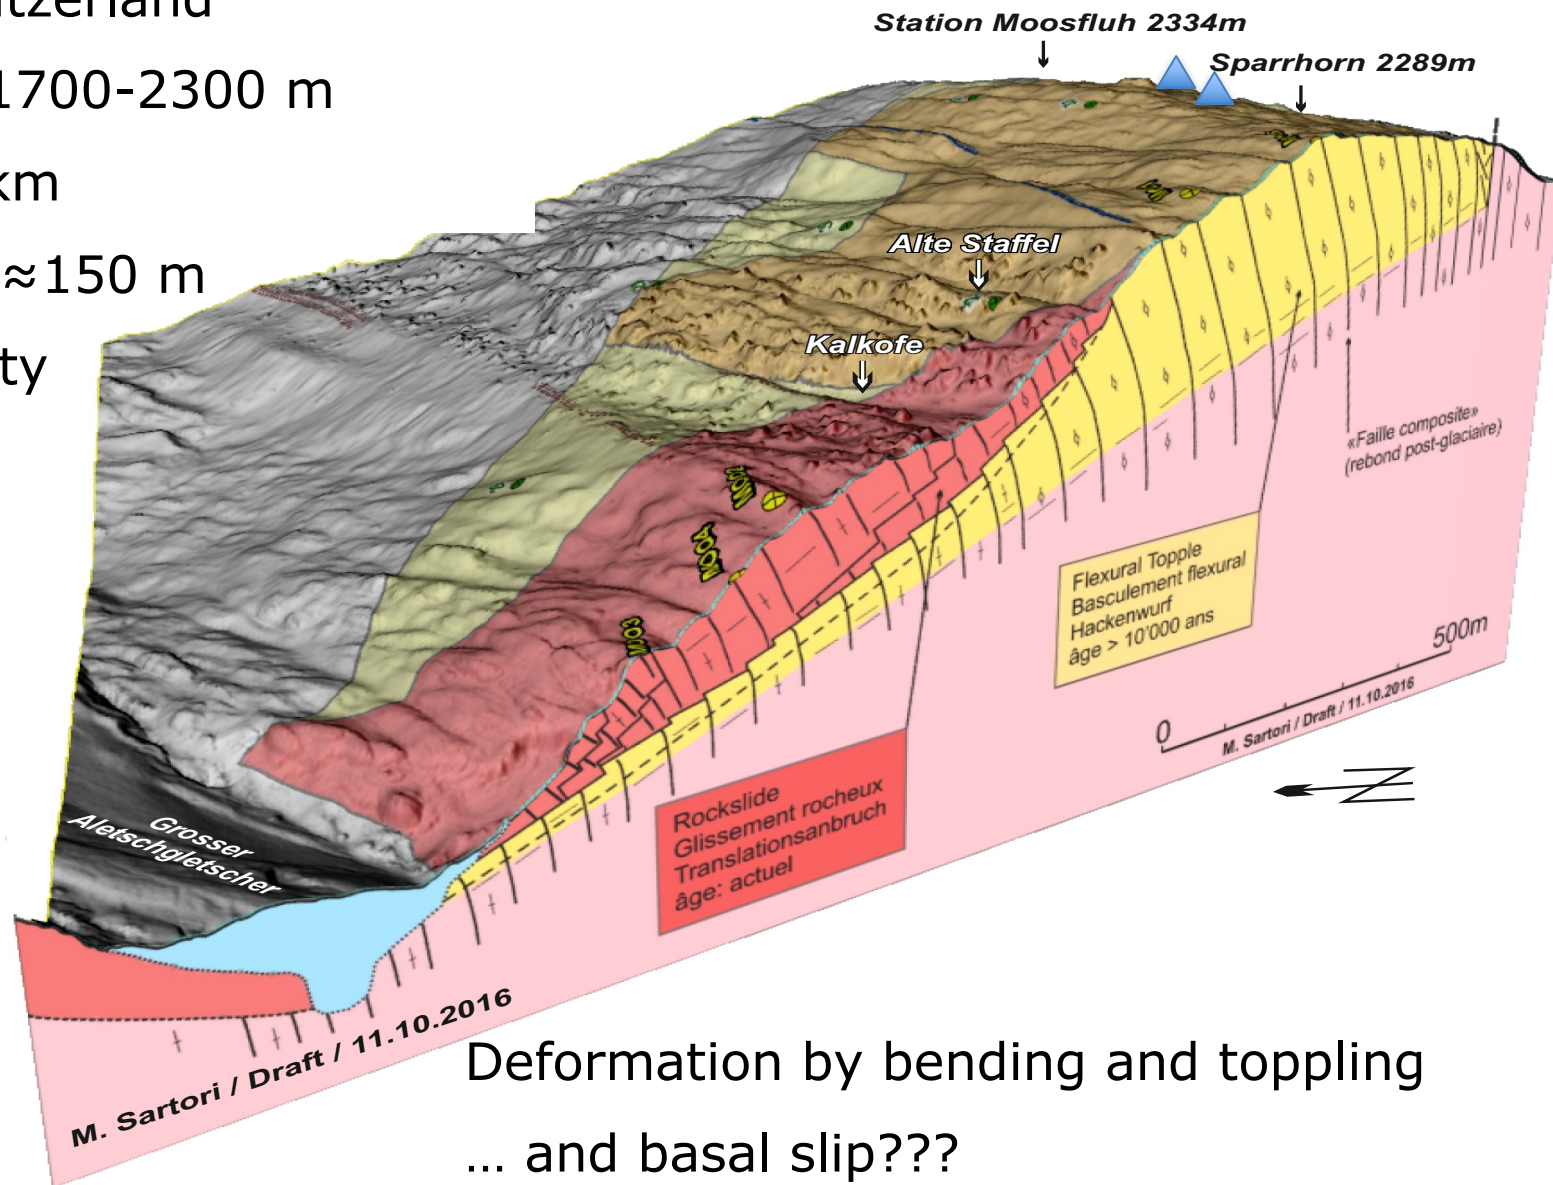 Station Moosfluh 2334m
1700-2300 m
Sparrhorn 2289m
km
≈150 m
Alte Staffel
Kalkofe
«Faille composite»
(rebond post-glaciaire)
MO04
MO03
Flexural Topple
Basculement flexural
Hackenwurf
âge > 10'000 ans
0
500m
M. Sartori / Draft / 11.10.2016
Rockslide
Glissement rocheux
Translationsanbruch
âge: actuel
Grosser
Aletschgletscher
M. Sartori / Draft / 11.10.2016
Deformation by bending and toppling
... and basal slip???